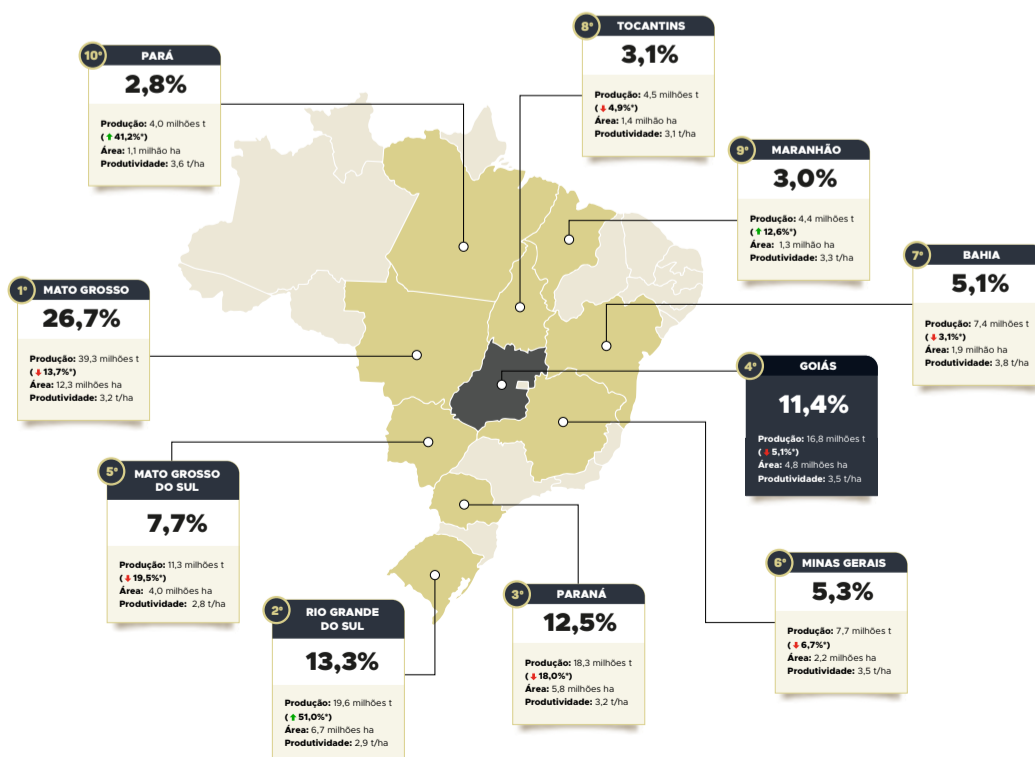 10º
PARÁ
2,8%
Produção: 4,0 milhões t
(⬆41,2%*)
Área: 1,1 milhão ha
Produtividade: 3,6 t/ha
8º
TOCANTINS
3,1%
Produção: 4,5 milhões t
(⬇4,9%*)
Área: 1,4 milhão ha
Produtividade: 3,1 t/ha
9º
MARANHÃO
3,0%
Produção: 4,4 milhões t
(⬆12,6%*)
Área: 1,3 milhão ha
Produtividade: 3,3 t/ha
7º
BAHIA
5,1%
Produção: 7,4 milhões t
(⬇3,1%*)
Área: 1,9 milhão ha
Produtividade: 3,8 t/ha
1º
MATO GROSSO
26,7%
Produção: 39,3 milhões t
(⬇13,7%*)
Área: 12,3 milhões ha
Produtividade: 3,2 t/ha
4º
GOIÁS
11,4%
Produção: 16,8 milhões t
(⬇5,1%*)
Área: 4,8 milhões ha
Produtividade: 3,5 t/ha
5º
MATO GROSSO
DO SUL
7,7%
Produção: 11,3 milhões t
(⬇19,5%*)
Área: 4,0 milhões ha
Produtividade: 2,8 t/ha
2º
RIO GRANDE
DO SUL
13,3%
Produção: 19,6 milhões t
(⬆51,0%*)
Área: 6,7 milhões ha
Produtividade: 2,9 t/ha
3º
PARANÁ
12,5%
Produção: 18,3 milhões t
(⬇18,0%*)
Área: 5,8 milhões ha
Produtividade: 3,2 t/ha
6º
MINAS GERAIS
5,3%
Produção: 7,7 milhões t
(⬇6,7%*)
Área: 2,2 milhões ha
Produtividade: 3,5 t/ha